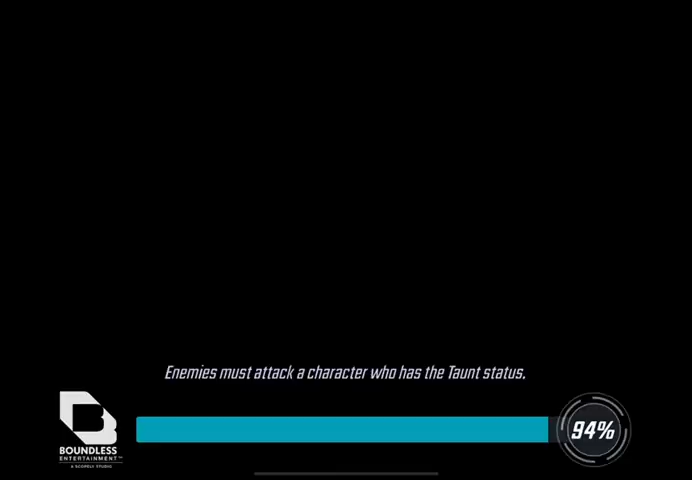 Enemies must attack a character who has the Taunt status.
94%
BOUNDLESS
ENTERTAINMENT™
A SCOPELY STUDIO